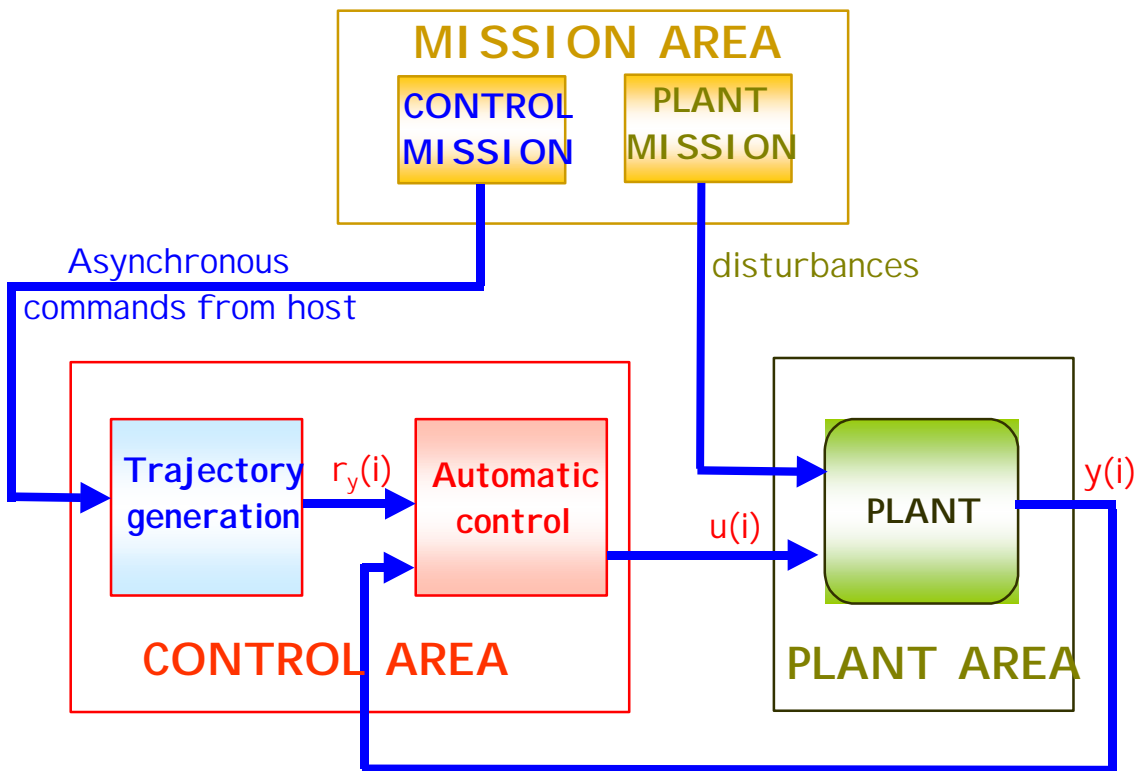 MISSION AREA
CONTROL
MISSION
PLANT
MISSION
Asynchronous
commands from host
disturbances
Trajectory
generation
r_y(i)
Automatic
control
u(i)
PLANT
y(i)
CONTROL AREA
PLANT AREA